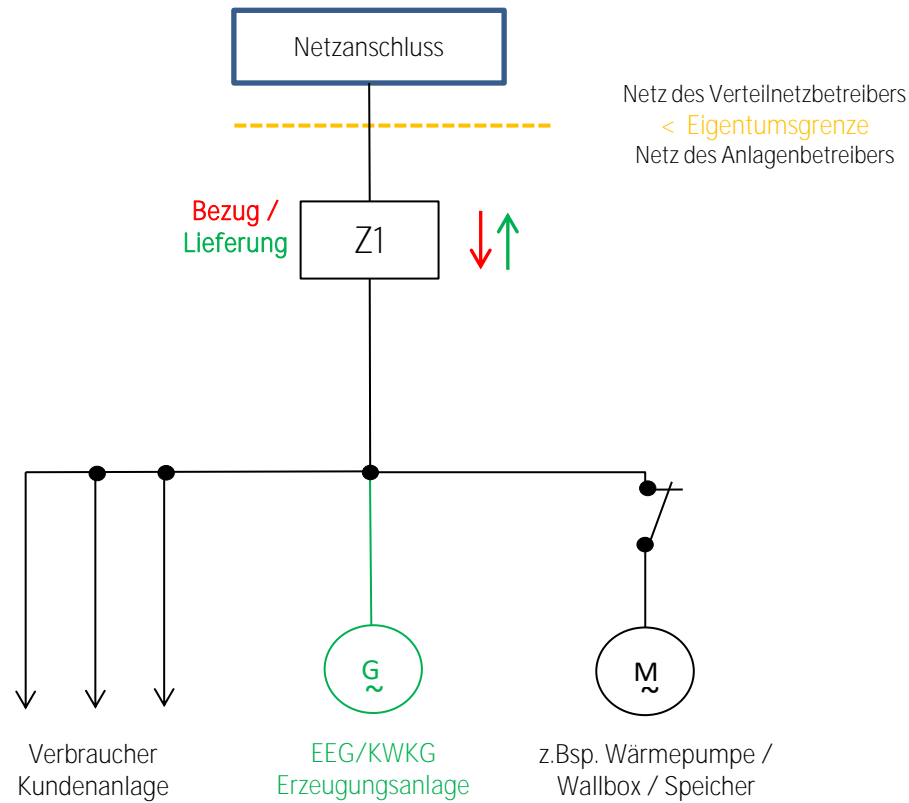 Netzanschluss
Netz des Verteilnetzbetreibers
< Eigentumsgrenze
Netz des Anlagenbetreibers
Bezug /
Lieferung
Z1
G
~
M
~
Verbraucher
Kundenanlage
EEG/KWKG
Erzeugungsanlage
z.Bsp. Wärmepumpe /
Wallbox / Speicher